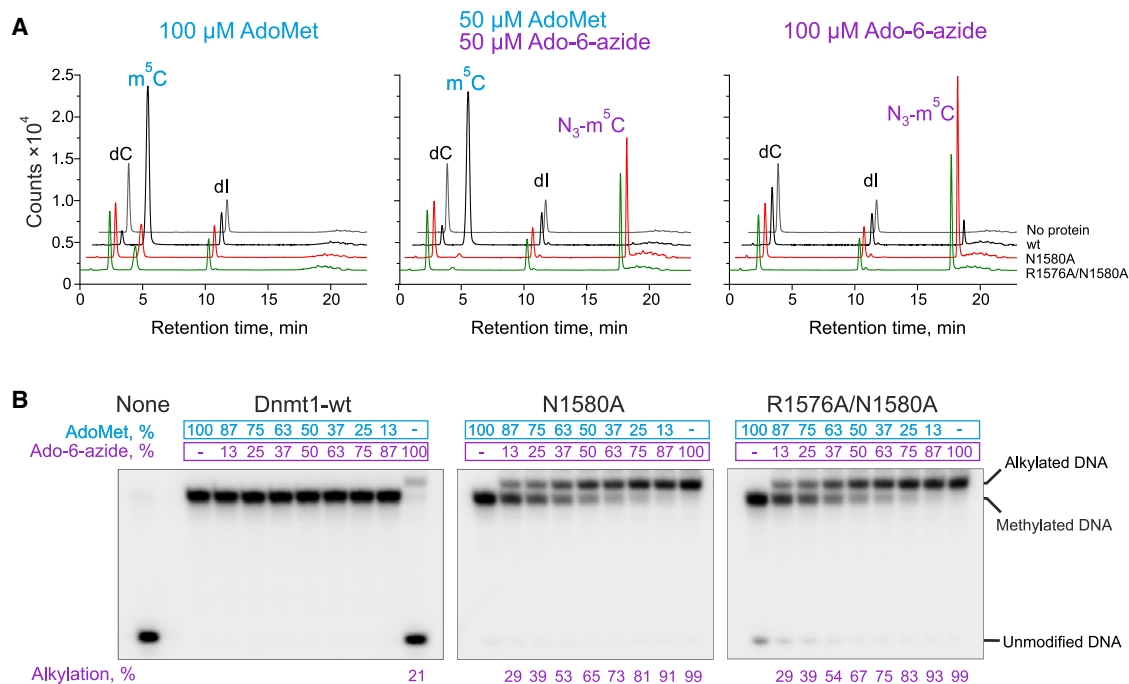 A
100 µM AdoMet
50 µM AdoMet
50 µM Ado-6-azide
100 µM Ado-6-azide
Counts ×10⁴
2.5
2.0
1.5
1.0
0.5
0
dC
m⁵C
dI
0 5 10 15 20
Retention time, min
dC
m⁵C
dI
N₃-m⁵C
0 5 10 15 20
Retention time, min
dC
dI
N₃-m⁵C
0 5 10 15 20
Retention time, min
No protein
wt
N1580A
R1576A/N1580A
B
None Dnmt1-wt N1580A R1576A/N1580A
AdoMet, % 100 87 75 63 50 37 25 13 - 100 87 75 63 50 37 25 13 - 100 87 75 63 50 37 25 13 -
Ado-6-azide, % - 13 25 37 50 63 75 87 100 - 13 25 37 50 63 75 87 100 - 13 25 37 50 63 75 87 100
Alkylated DNA
Methylated DNA
Unmodified DNA
Alkylation, % 21 29 39 53 65 73 81 91 99 29 39 54 67 75 83 93 99